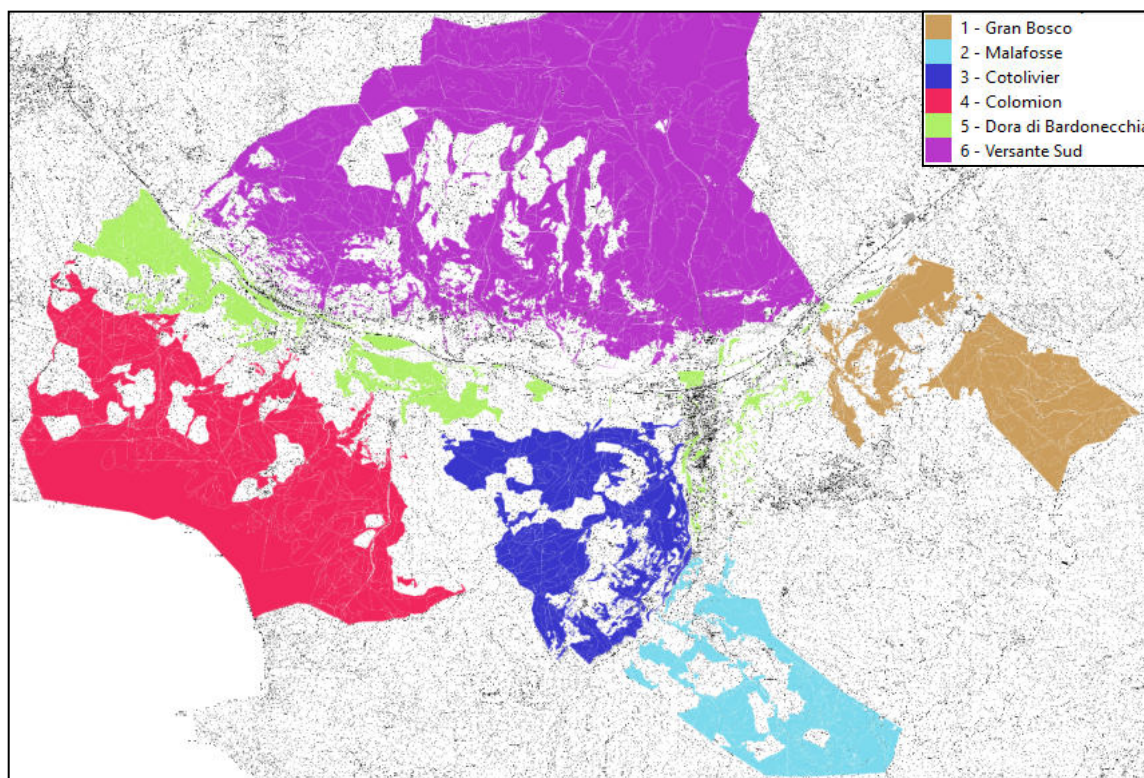 1 - Gran Bosco
2 - Malafosse
3 - Cotolivier
4 - Colomion
5 - Dora di Bardonecchia
6 - Versante Sud